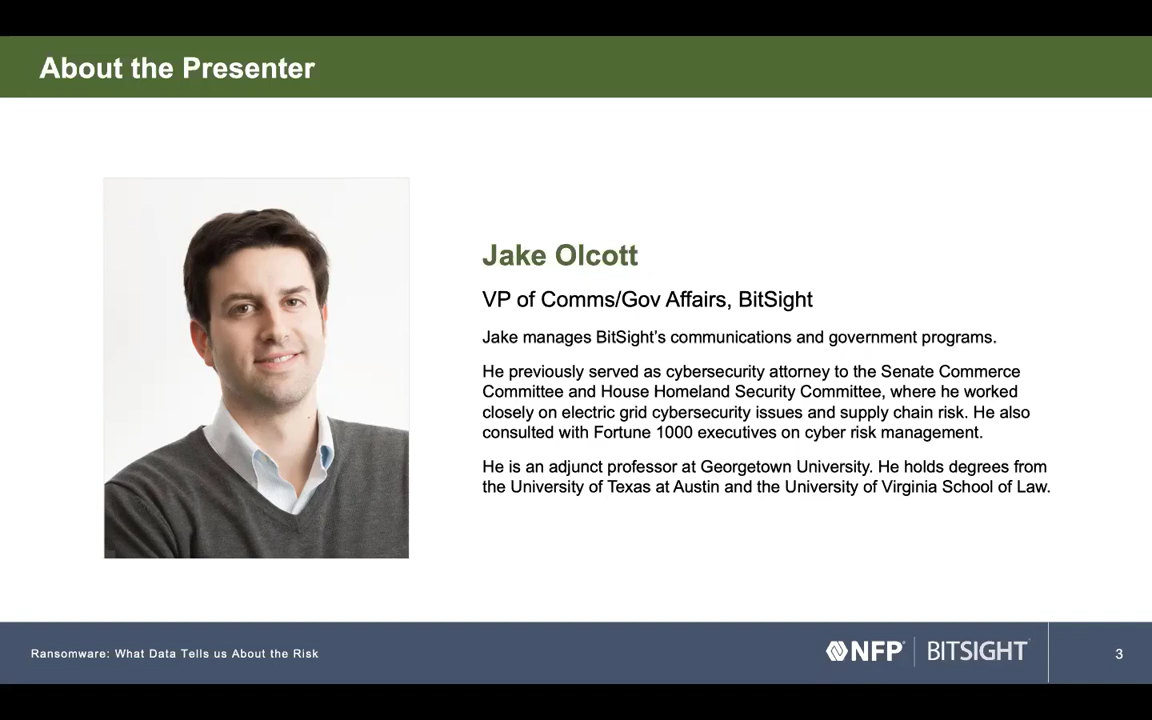 About the Presenter
Jake Olcott
VP of Comms/Gov Affairs, BitSight
Jake manages BitSight’s communications and government programs.
He previously served as cybersecurity attorney to the Senate Commerce
Committee and House Homeland Security Committee, where he worked
closely on electric grid cybersecurity issues and supply chain risk. He also
consulted with Fortune 1000 executives on cyber risk management.
He is an adjunct professor at Georgetown University. He holds degrees from
the University of Texas at Austin and the University of Virginia School of Law.
Ransomware: What Data Tells us About the Risk
NFP
BITSIGHT
3